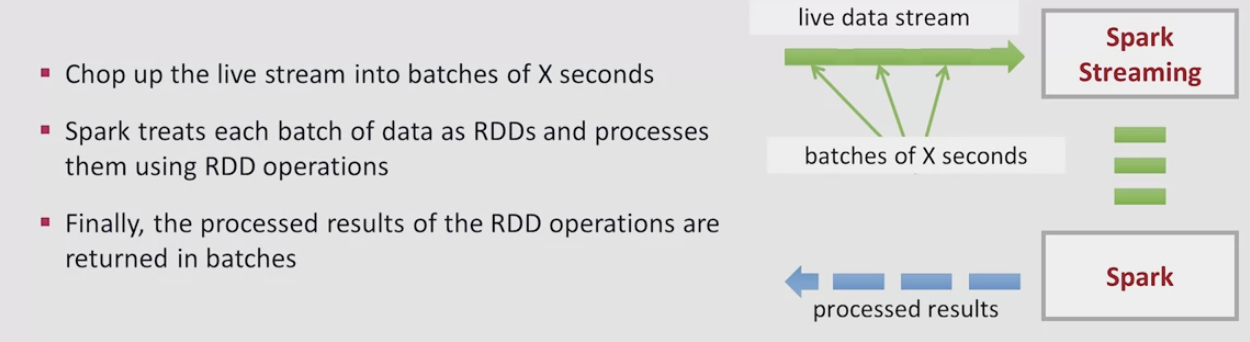 ▪ Chop up the live stream into batches of X seconds
▪ Spark treats each batch of data as RDDs and processes
them using RDD operations
▪ Finally, the processed results of the RDD operations are
returned in batches
live data stream
Spark
Streaming
batches of X seconds
Spark
processed results